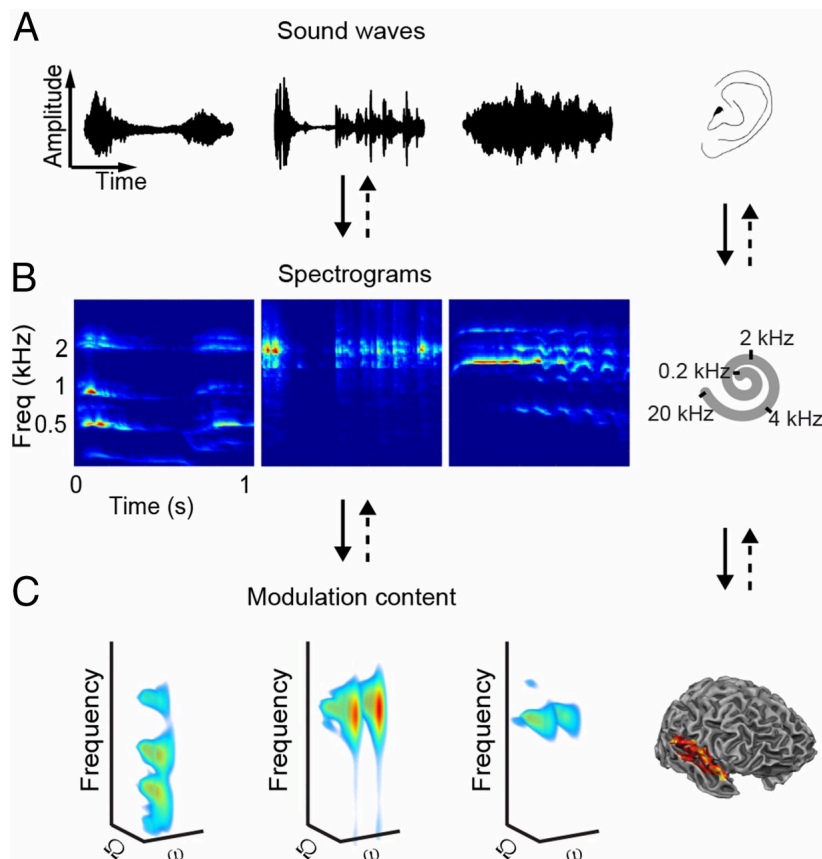 A
Sound waves
Amplitude
Time
B
Spectrograms
Freq (kHz)
2
1
0.5
0
1
Time (s)
2 kHz
0.2 kHz
20 kHz
4 kHz
C
Modulation content
Frequency
Frequency
Frequency
Ω
ω
Ω
ω
Ω
ω